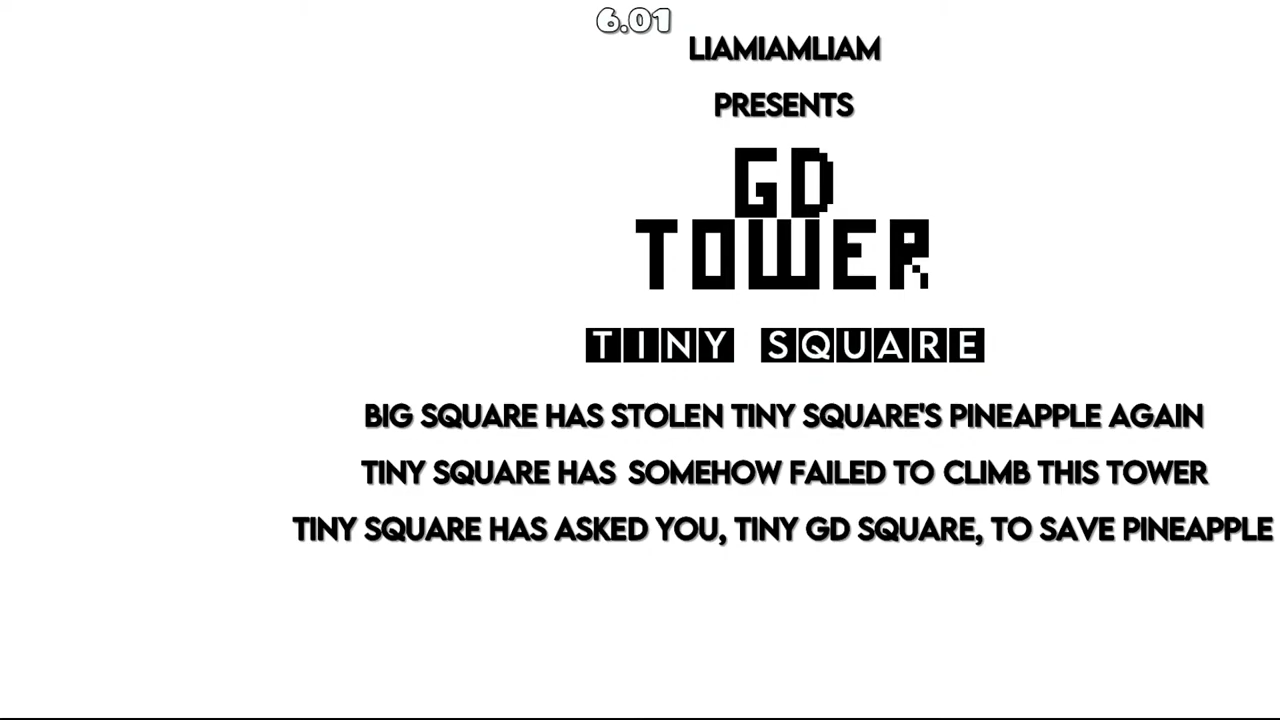 6.01
LIAMIAMLIAM
PRESENTS
GD
TOWER
TINY SQUARE
BIG SQUARE HAS STOLEN TINY SQUARE'S PINEAPPLE AGAIN
TINY SQUARE HAS SOMEHOW FAILED TO CLIMB THIS TOWER
TINY SQUARE HAS ASKED YOU, TINY GD SQUARE, TO SAVE PINEAPPLE